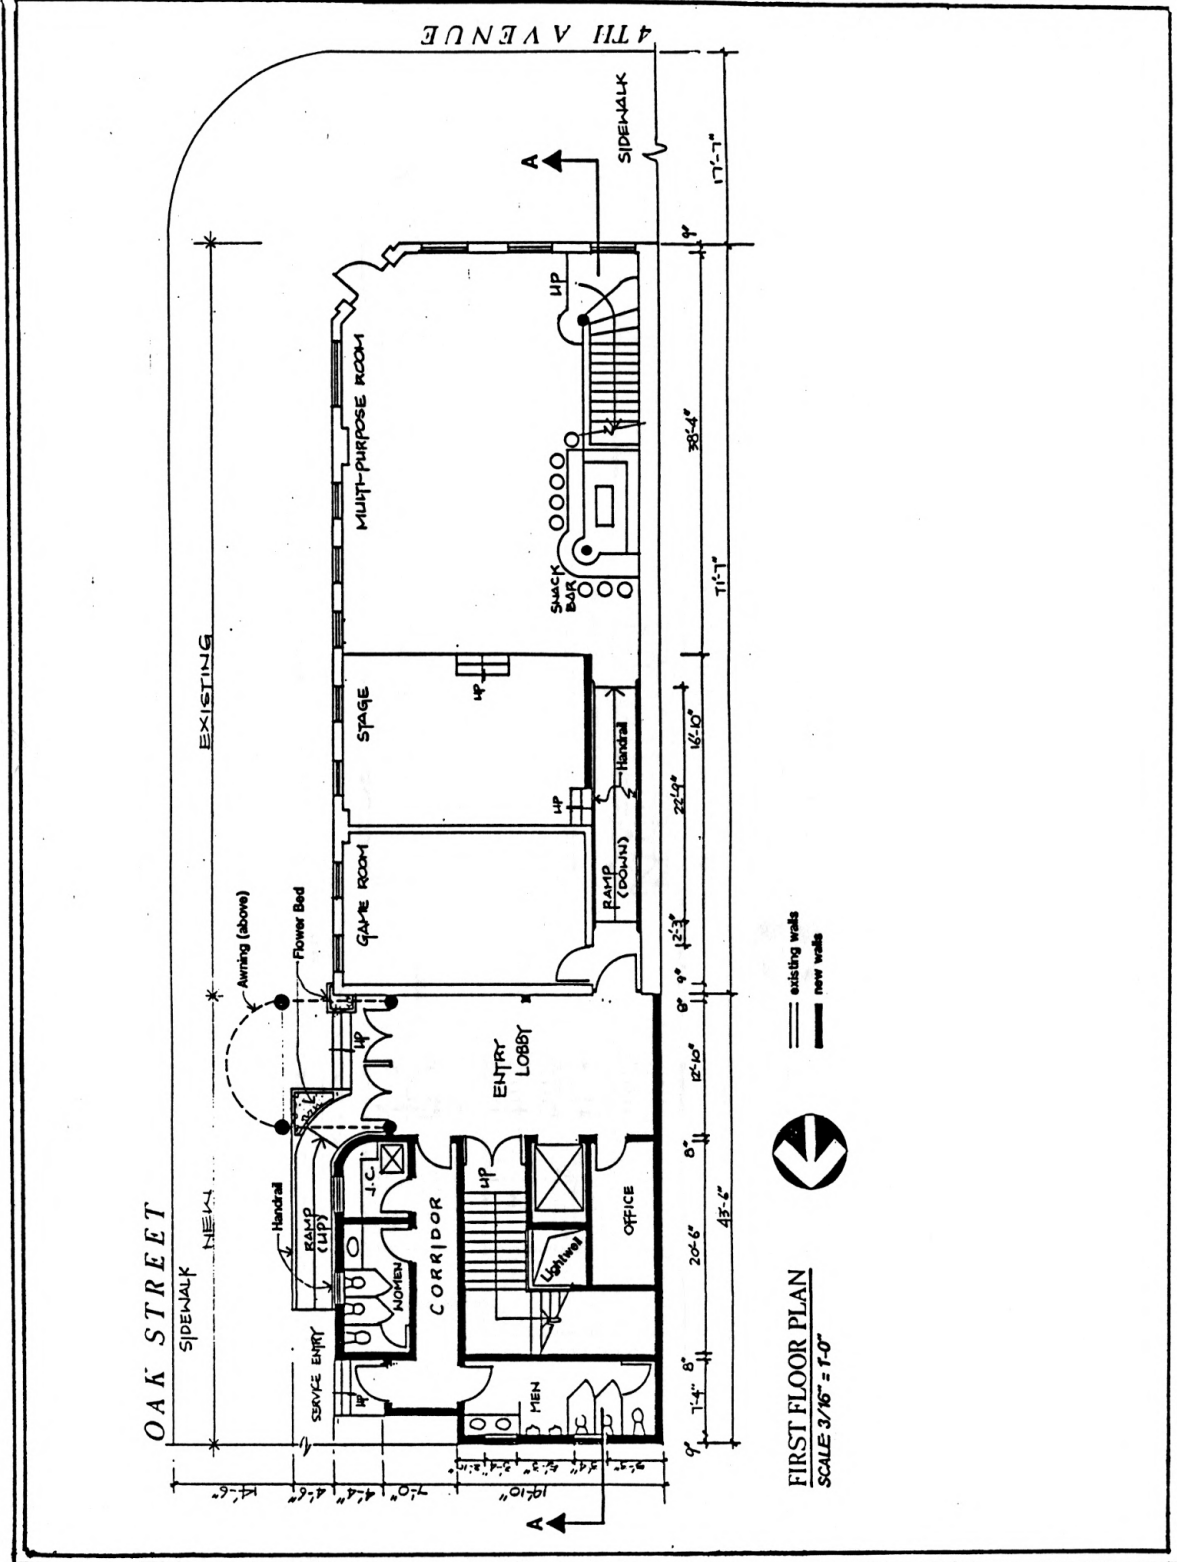 4TH AVENUE
SIDEWALK
17'-7"
A
UP
9"
EXISTING
MULTI-PURPOSE ROOM
38'-4"
SNACK
BAR
71'-7"
STAGE
UP
UP
Handrail
16'-10"
22'-9"
GAME ROOM
RAMP
(DOWN)
2'-3"
9"
Awning (above)
Flower Bed
UP
ENTRY
LOBBY
8"
12'-10"
existing walls
new walls
OAK STREET
SIDEWALK
NEW
Handrail
RAMP
(UP)
J.C.
WOMEN
CORRIDOR
UP
Lightwell
OFFICE
8"
20'-6"
43'-6"
SERVICE ENTRY
UP
MEN
8"
7'-4"
9"
14'-6"
4'-6"
4'-4"
7'-0"
19'-10"
A
FIRST FLOOR PLAN
SCALE: 3/16" = 1'-0"